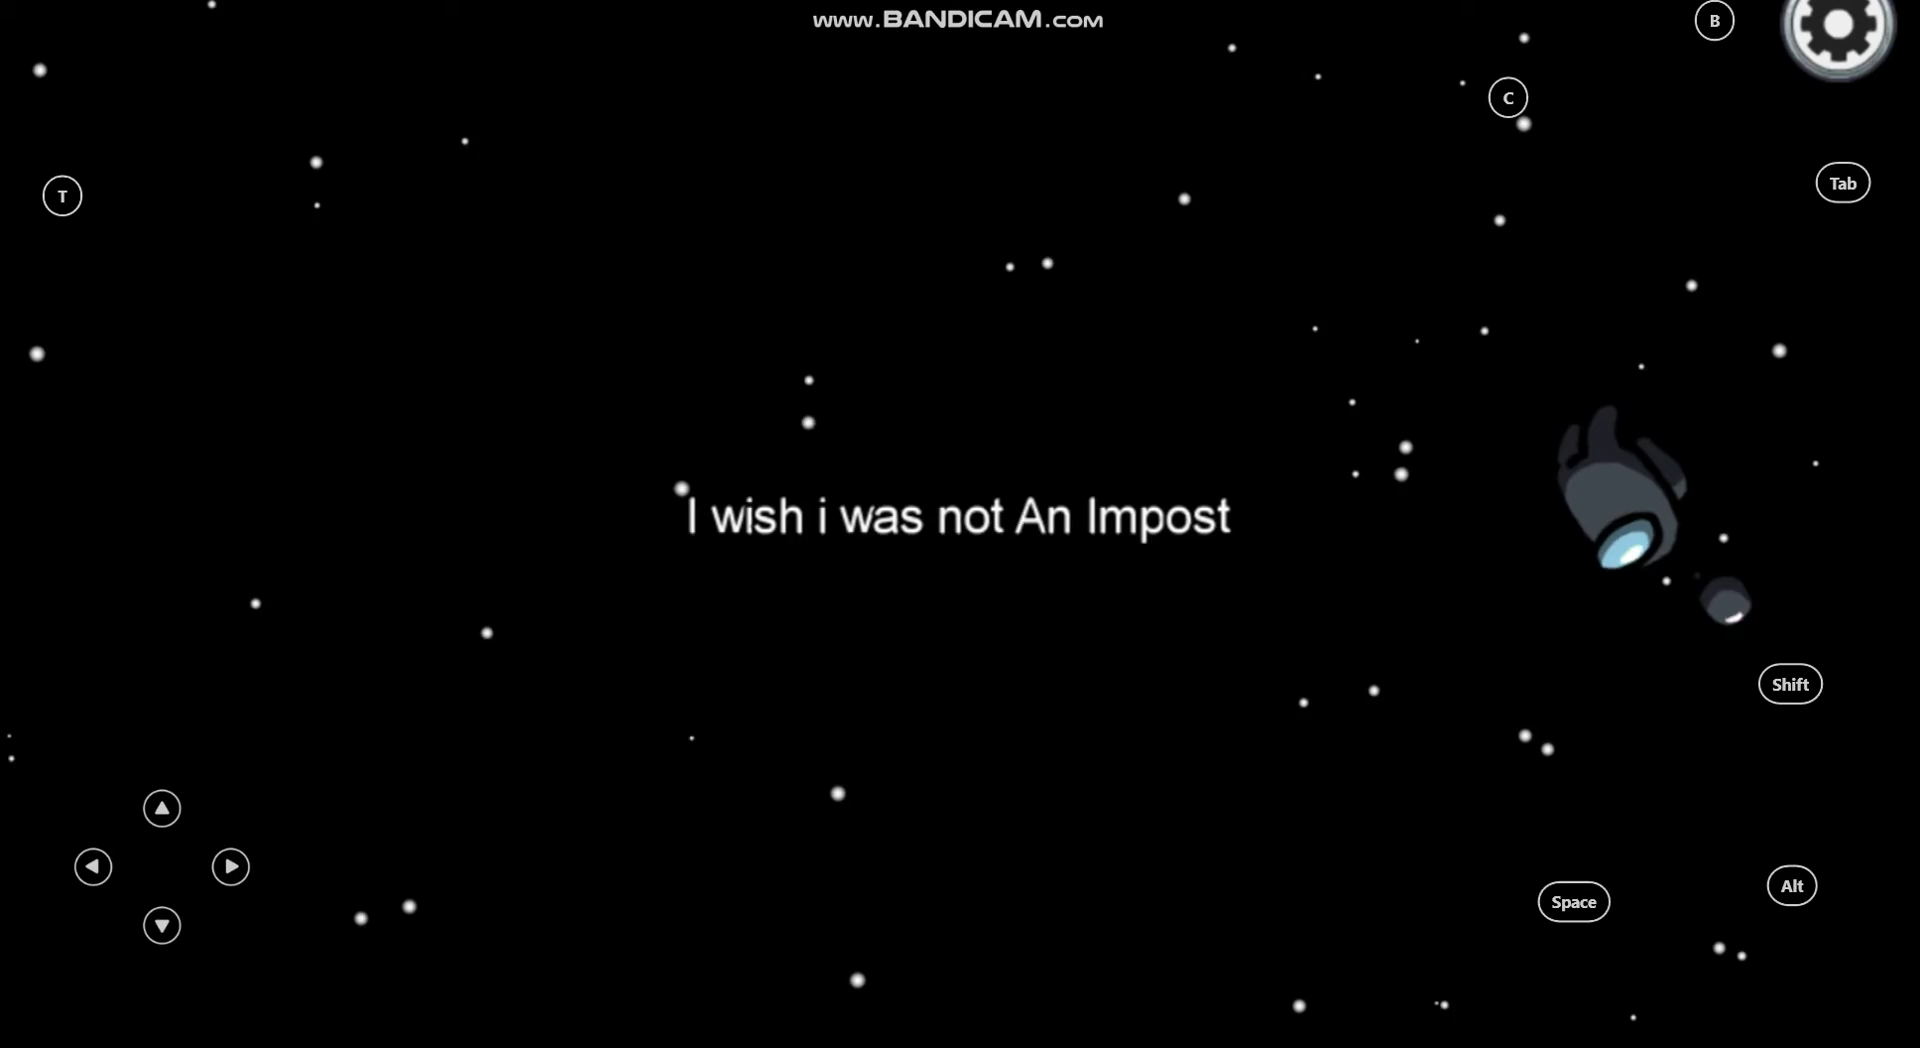 www.BANDICAM.com
B
C
T
Tab
I wish i was not An Impost
Shift
Alt
Space